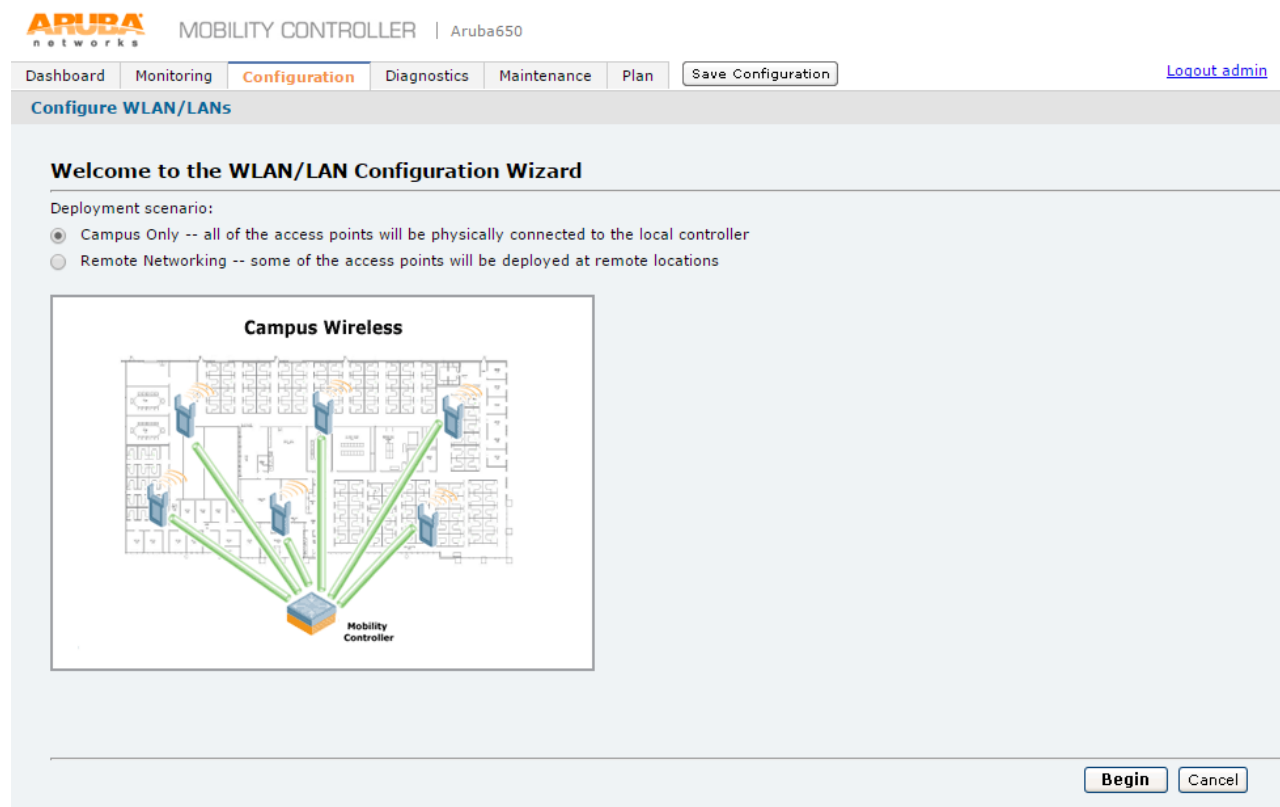 ARUBA
networks
MOBILITY CONTROLLER | Aruba650
Dashboard Monitoring Configuration Diagnostics Maintenance Plan Save Configuration Logout admin
Configure WLAN/LANs
Welcome to the WLAN/LAN Configuration Wizard
Deployment scenario:
Campus Only -- all of the access points will be physically connected to the local controller
Remote Networking -- some of the access points will be deployed at remote locations
Campus Wireless
Mobility
Controller
Begin Cancel